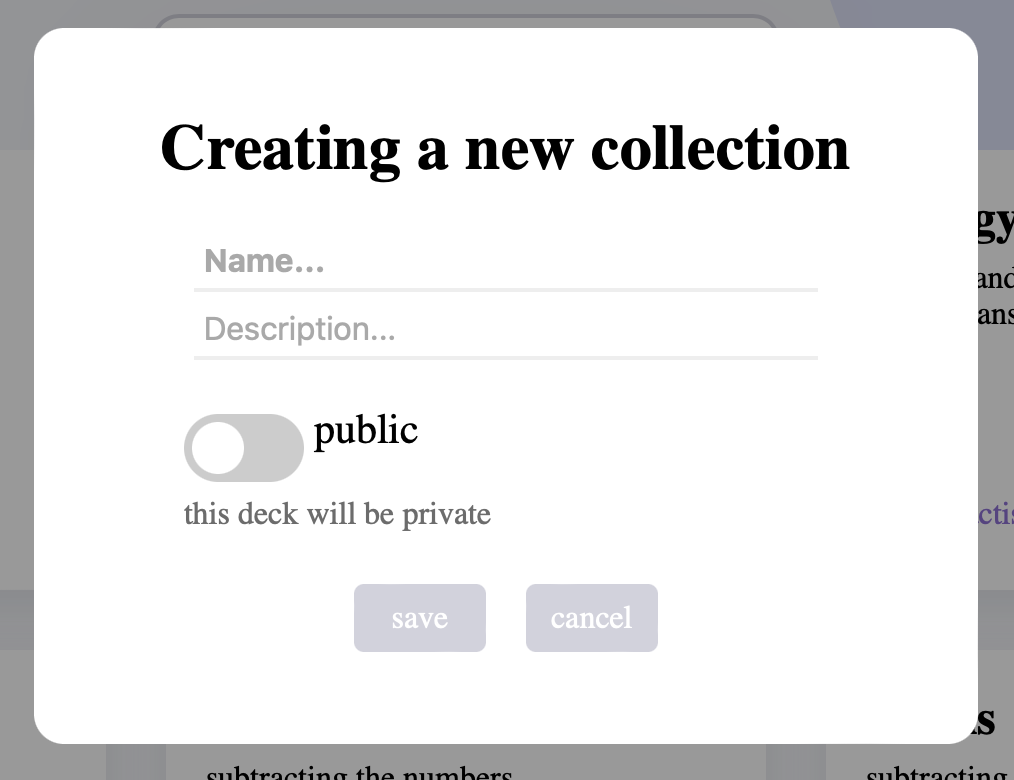 Creating a new collection
Name...
Description...
public
this deck will be private
save
cancel
gy
and
ans
ctis
s
subtracting the numbers
subtracting